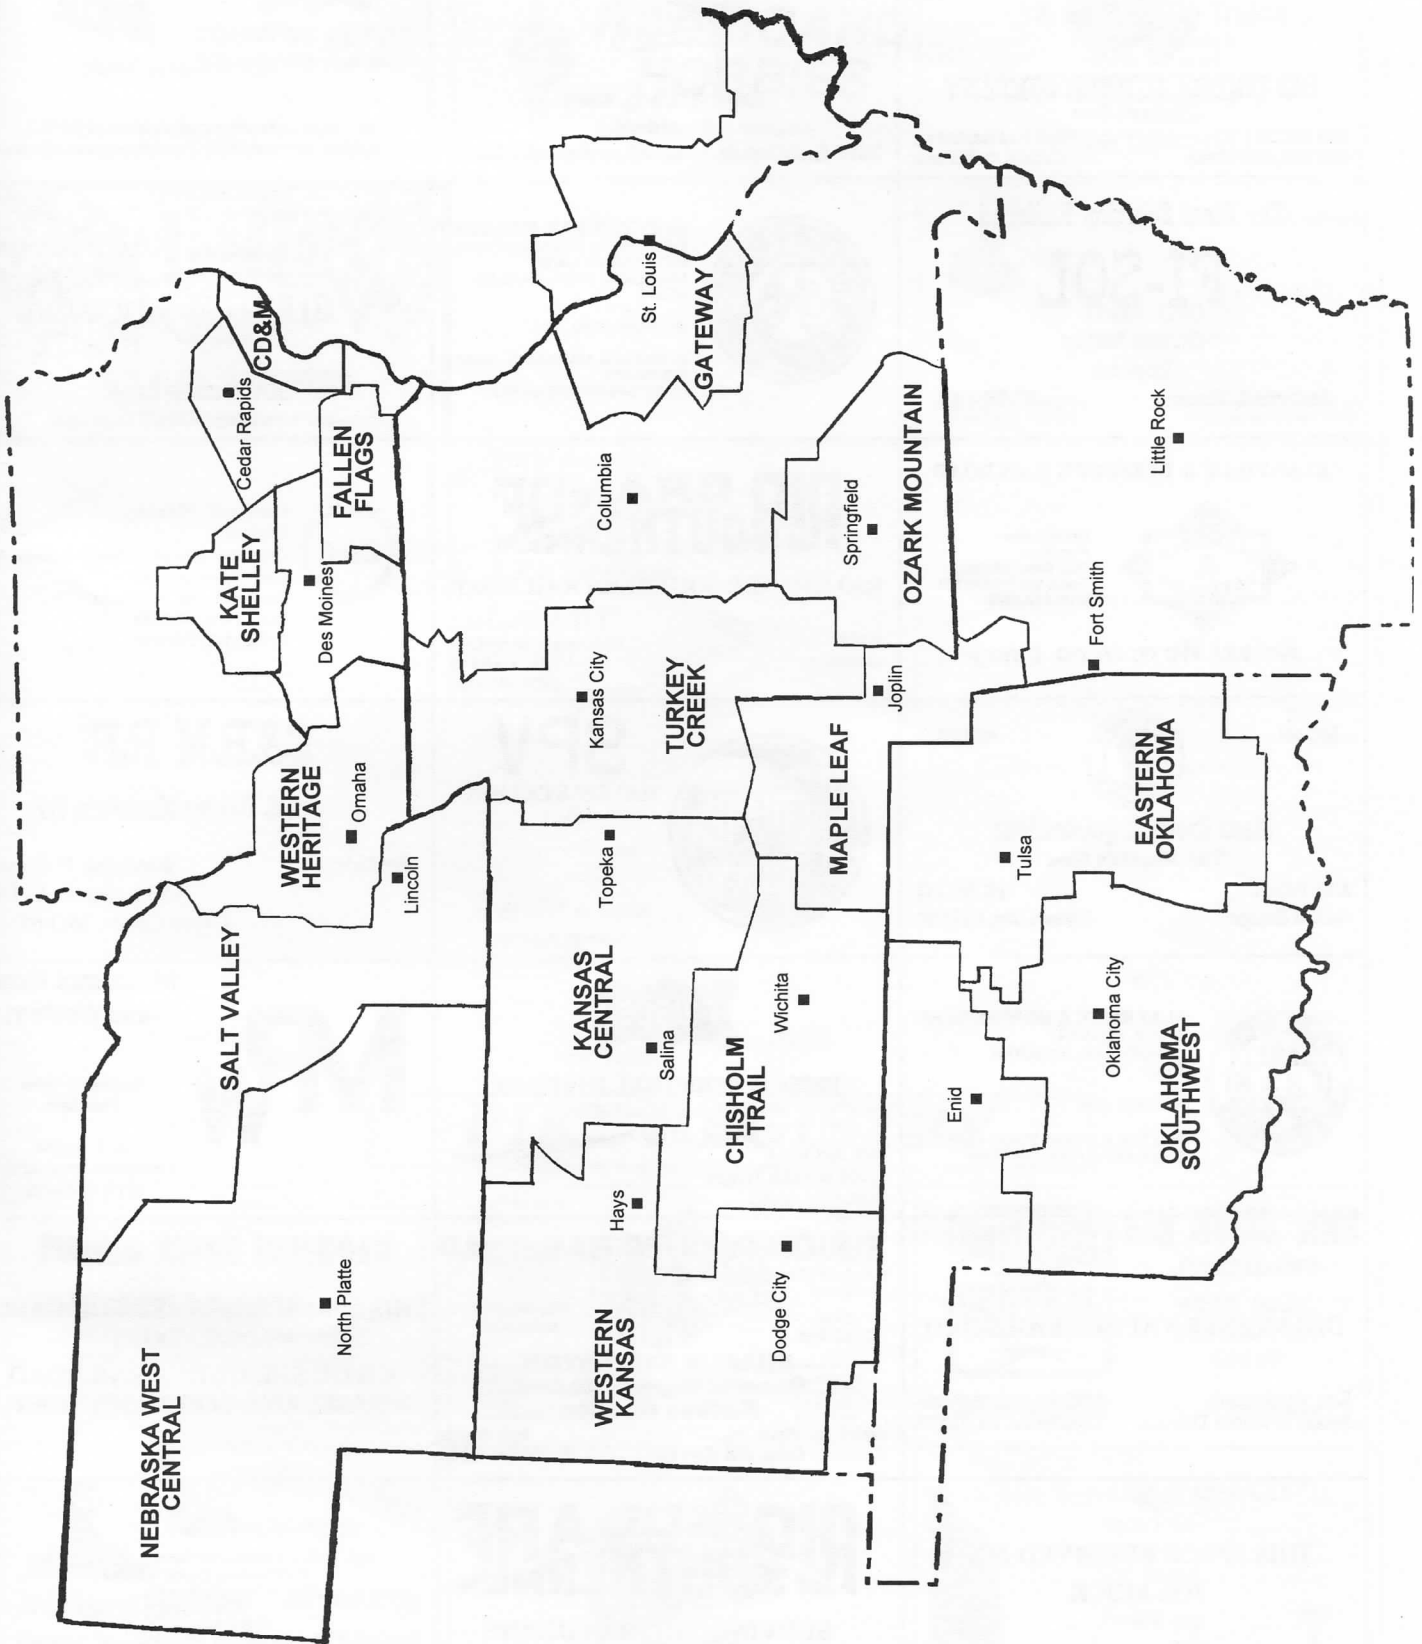 NEBRASKA WEST
CENTRAL
North Platte
SALT VALLEY
Lincoln
WESTERN
HERITAGE
Omaha
KATE
SHELLEY
Des Moines
Cedar Rapids
CD&M
FALLEN
FLAGS
WESTERN
KANSAS
Hays
Dodge City
KANSAS
CENTRAL
Salina
Topeka
CHISHOLM
TRAIL
Wichita
TURKEY
CREEK
Kansas City
MAPLE LEAF
Joplin
Columbia
St. Louis
GATEWAY
Springfield
OZARK MOUNTAIN
Enid
Tulsa
Oklahoma City
OKLAHOMA
SOUTHWEST
EASTERN
OKLAHOMA
Fort Smith
Little Rock